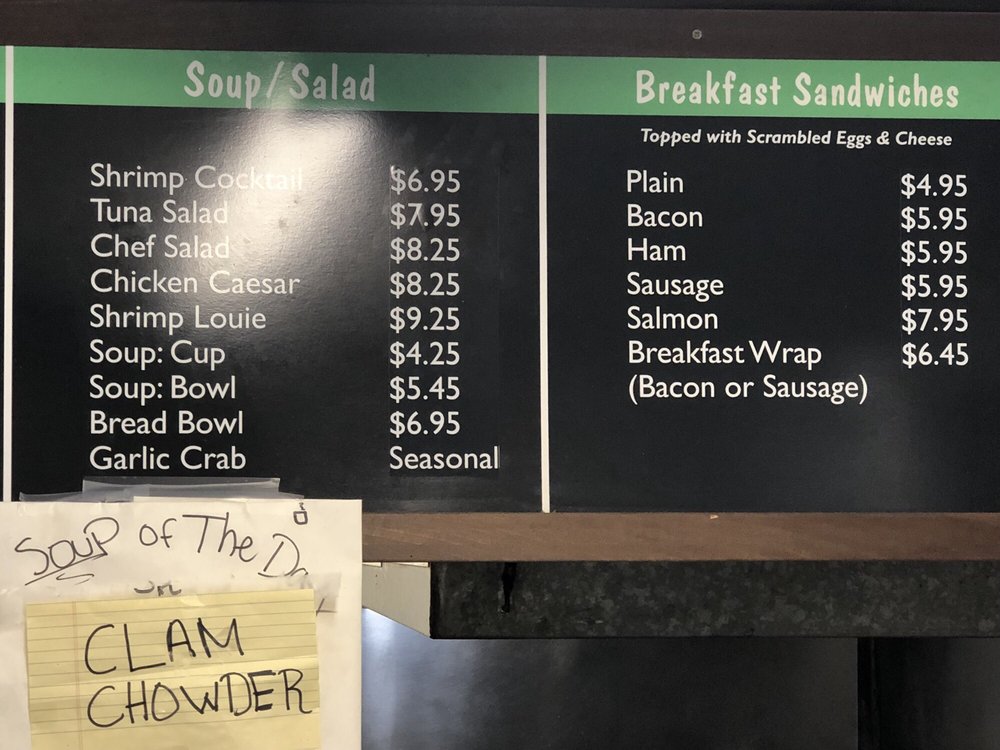 Soup/Salad
Shrimp Cocktail $6.95
Tuna Salad $7.95
Chef Salad $8.25
Chicken Caesar $8.25
Shrimp Louie $9.25
Soup: Cup $4.25
Soup: Bowl $5.45
Bread Bowl $6.95
Garlic Crab Seasonal
Breakfast Sandwiches
Topped with Scrambled Eggs & Cheese
Plain $4.95
Bacon $5.95
Ham $5.95
Sausage $5.95
Salmon $7.95
Breakfast Wrap $6.45
(Bacon or Sausage)
Soup of The
CLAM
CHOWDER